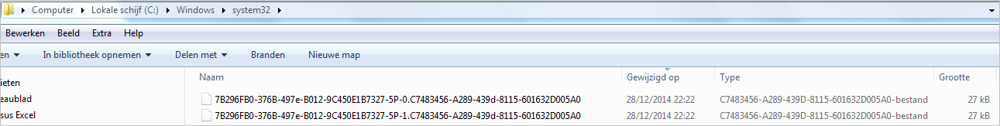 Computer Lokale schijf (C:) Windows system32
Bewerken Beeld Extra Help
en In bibliotheek opnemen Delen met Branden Nieuwe map
Naam Gewijzigd op Type Grootte
ieten
eaublad 7B296FB0-376B-497e-B012-9C450E1B7327-5P-0.C7483456-A289-439d-8115-601632D005A0 28/12/2014 22:22 C7483456-A289-439D-8115-601632D005A0-bestand 27 kB
sus Excel 7B296FB0-376B-497e-B012-9C450E1B7327-5P-1.C7483456-A289-439d-8115-601632D005A0 28/12/2014 22:22 C7483456-A289-439D-8115-601632D005A0-bestand 27 kB